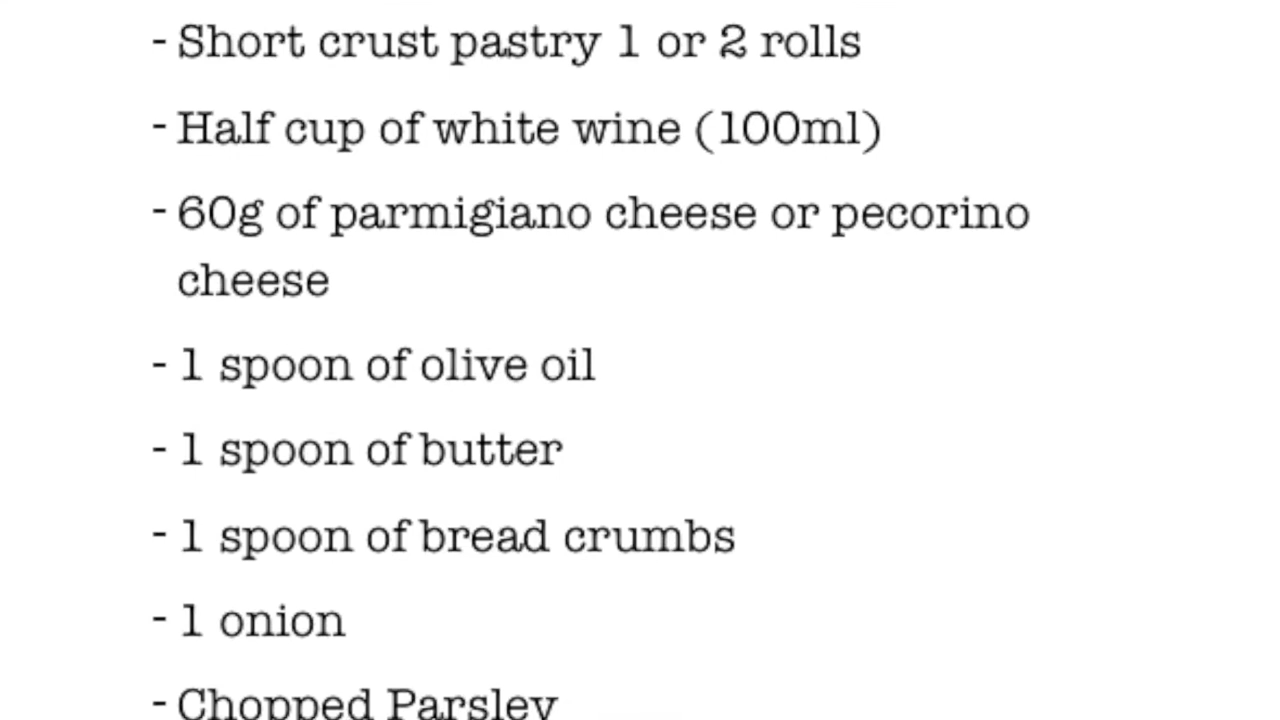 - Short crust pastry 1 or 2 rolls
- Half cup of white wine (100ml)
- 60g of parmigiano cheese or pecorino
cheese
- 1 spoon of olive oil
- 1 spoon of butter
- 1 spoon of bread crumbs
- 1 onion
- Chopped Parsley